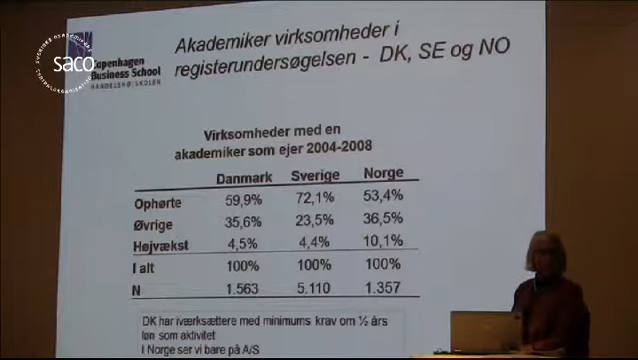 Akademiker virksomheder i
registerundersøgelsen - DK, SE og NO
saco
Copenhagen
Business School
HANDELSHØJSKOLEN
Virksomheder med en
akademiker som ejer 2004-2008
Danmark Sverige Norge
Ophørte 59,9% 72,1% 53,4%
Øvrige 35,6% 23,5% 36,5%
Højvækst 4,5% 4,4% 10,1%
I alt 100% 100% 100%
N 1.563 5.110 1.357
DK har iværksættere med minimums krav om ½ års
løn som aktivitet
I Norge ser vi bare på A/S